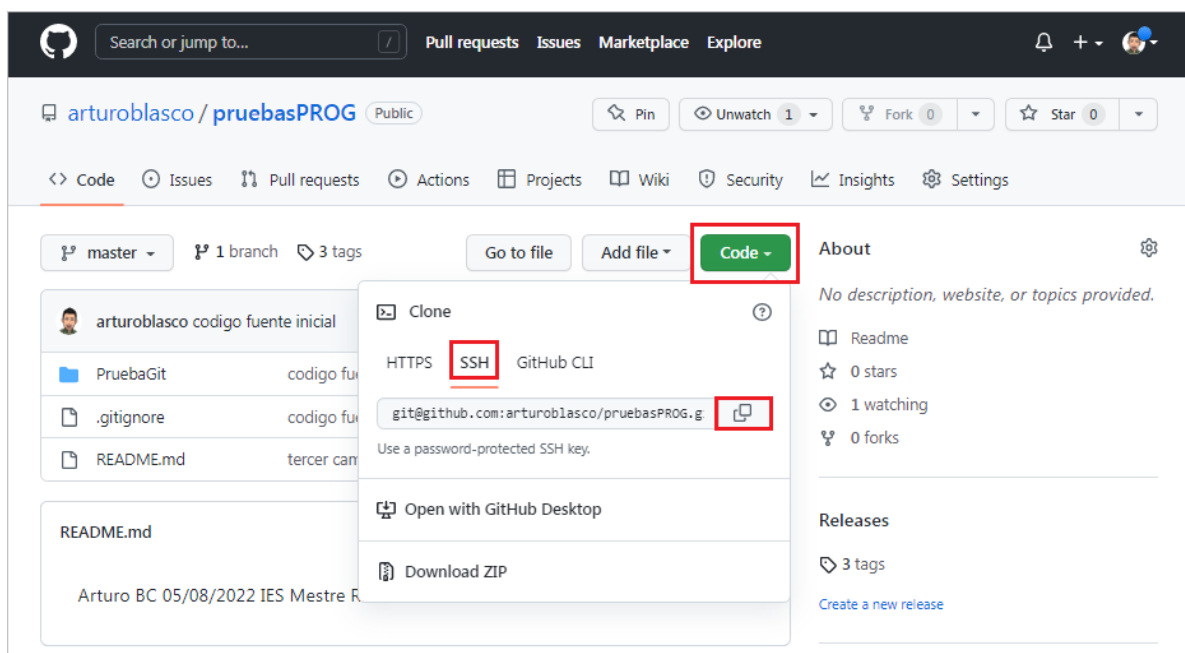 Search or jump to... / Pull requests Issues Marketplace Explore
arturoblasco / pruebasPROG Public Pin Unwatch 1 Fork 0 Star 0
Code Issues Pull requests Actions Projects Wiki Security Insights Settings
master 1 branch 3 tags Go to file Add file Code
About
No description, website, or topics provided.
Readme
0 stars
1 watching
0 forks
Releases
3 tags
Create a new release
arturoblasco codigo fuente inicial
PruebaGit codigo fu
.gitignore codigo fu
README.md tercer cam
Clone
HTTPS SSH GitHub CLI
git@github.com:arturoblasco/pruebasPROG.g
Use a password-protected SSH key.
Open with GitHub Desktop
Download ZIP
README.md
Arturo BC 05/08/2022 IES Mestre R